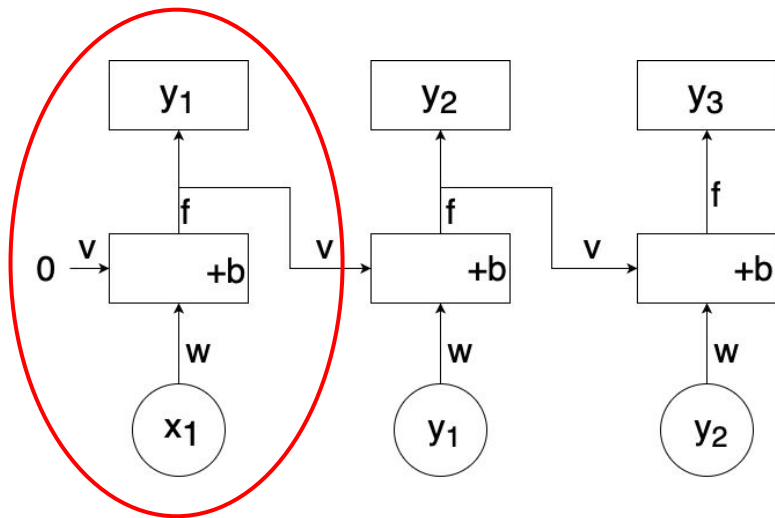 y₁ y₂ y₃
f f f
0 v +b v +b v +b
w w w
x₁ y₁ y₂